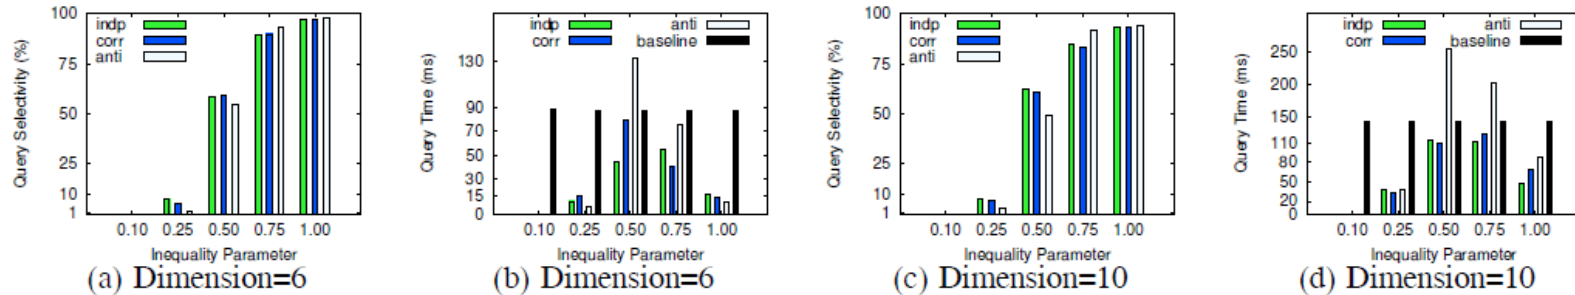 Query Selectivity (%)
100
75
50
25
10
1
indp
corr
anti
0.10 0.25 0.50 0.75 1.00
Inequality Parameter
(a) Dimension=6
Query Time (ms)
130
90
70
50
30
15
0
indp anti
corr baseline
0.10 0.25 0.50 0.75 1.00
Inequality Parameter
(b) Dimension=6
Query Selectivity (%)
100
75
50
25
10
1
indp
corr
anti
0.10 0.25 0.50 0.75 1.00
Inequality Parameter
(c) Dimension=10
Query Time (ms)
250
200
150
110
80
50
20
0
indp anti
corr baseline
0.10 0.25 0.50 0.75 1.00
Inequality Parameter
(d) Dimension=10